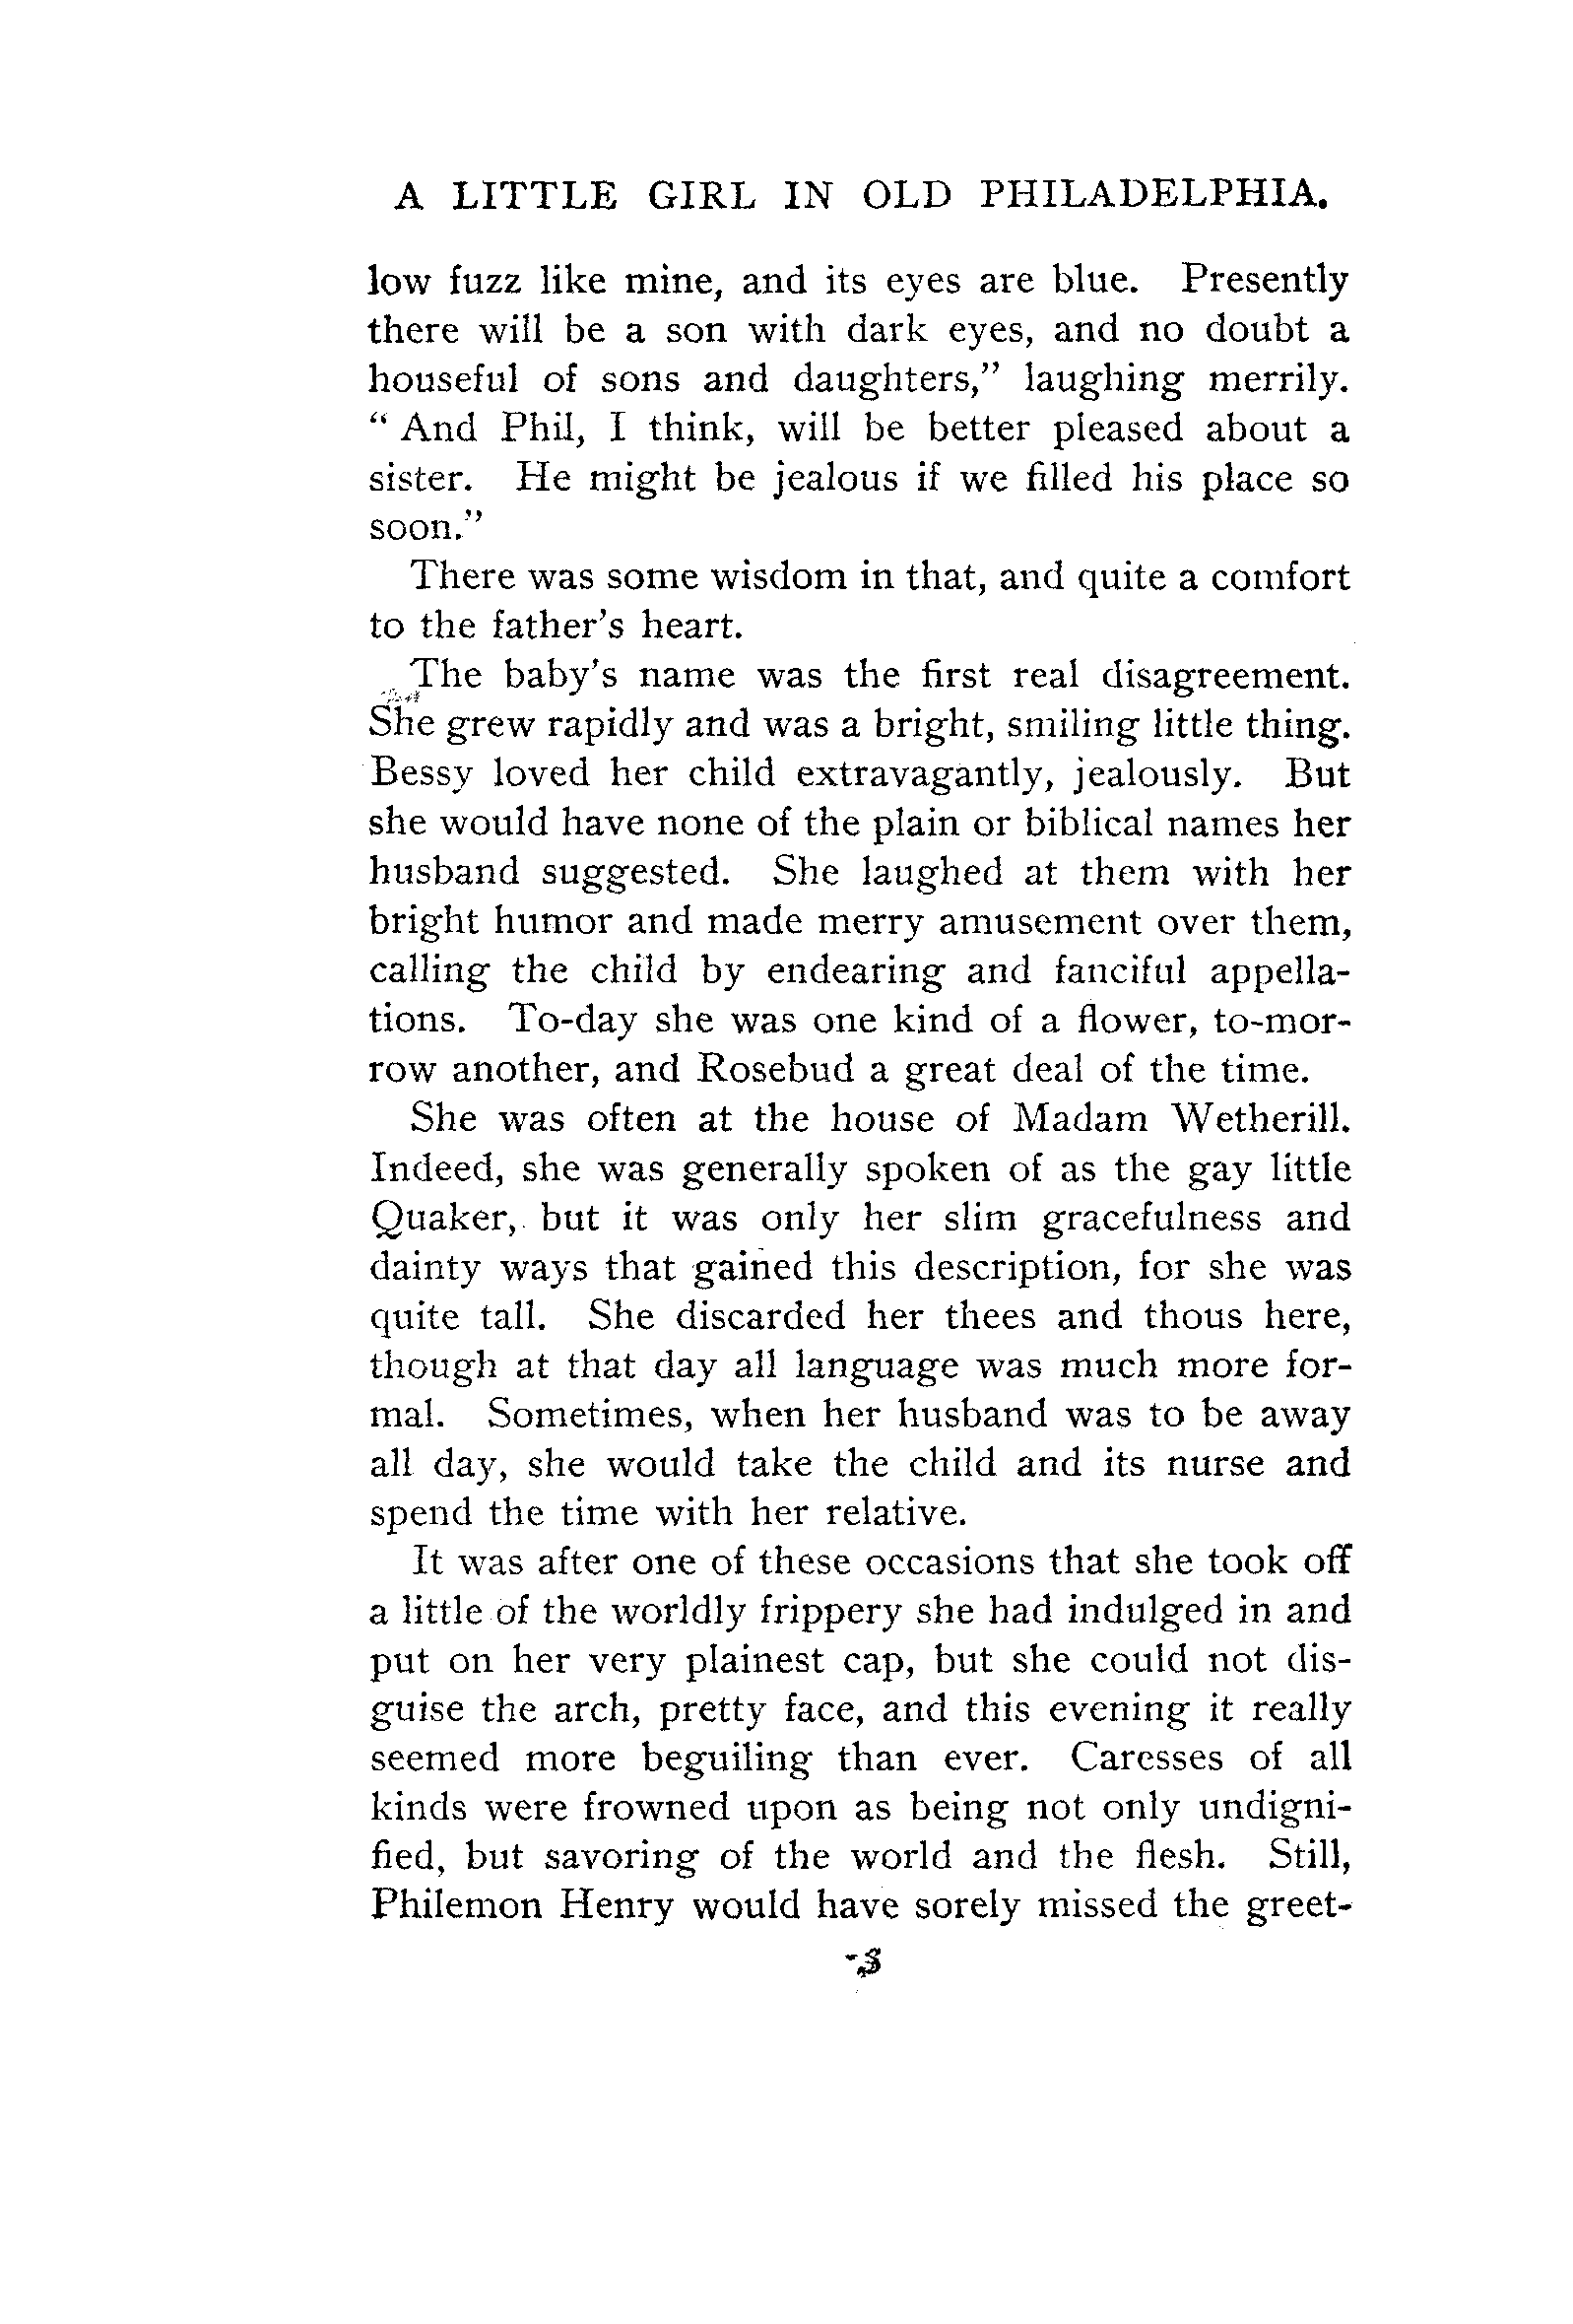 A LITTLE GIRL IN OLD PHILADELPHIA.
low fuzz like mine, and its eyes are blue. Presently
there will be a son with dark eyes, and no doubt a
houseful of sons and daughters,” laughing merrily.
“ And Phil, I think, will be better pleased about a
sister. He might be jealous if we filled his place so
soon.”
There was some wisdom in that, and quite a comfort
to the father’s heart.
The baby’s name was the first real disagreement.
She grew rapidly and was a bright, smiling little thing.
Bessy loved her child extravagantly, jealously. But
she would have none of the plain or biblical names her
husband suggested. She laughed at them with her
bright humor and made merry amusement over them,
calling the child by endearing and fanciful appella-
tions. To-day she was one kind of a flower, to-mor-
row another, and Rosebud a great deal of the time.
She was often at the house of Madam Wetherill.
Indeed, she was generally spoken of as the gay little
Quaker, but it was only her slim gracefulness and
dainty ways that gained this description, for she was
quite tall. She discarded her thees and thous here,
though at that day all language was much more for-
mal. Sometimes, when her husband was to be away
all day, she would take the child and its nurse and
spend the time with her relative.
It was after one of these occasions that she took off
a little of the worldly frippery she had indulged in and
put on her very plainest cap, but she could not dis-
guise the arch, pretty face, and this evening it really
seemed more beguiling than ever. Caresses of all
kinds were frowned upon as being not only undigni-
fied, but savoring of the world and the flesh. Still,
Philemon Henry would have sorely missed the greet-